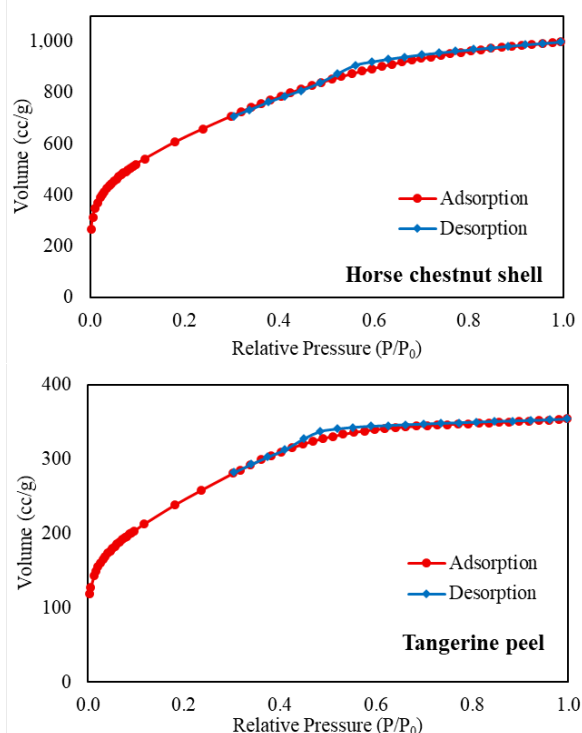 1,000
800
600
400
200
0
Volume (cc/g)
Adsorption
Desorption
Horse chestnut shell
0.0 0.2 0.4 0.6 0.8 1.0
Relative Pressure (P/P₀)
400
300
200
100
0
Volume (cc/g)
Adsorption
Desorption
Tangerine peel
0.0 0.2 0.4 0.6 0.8 1.0
Relative Pressure (P/P₀)